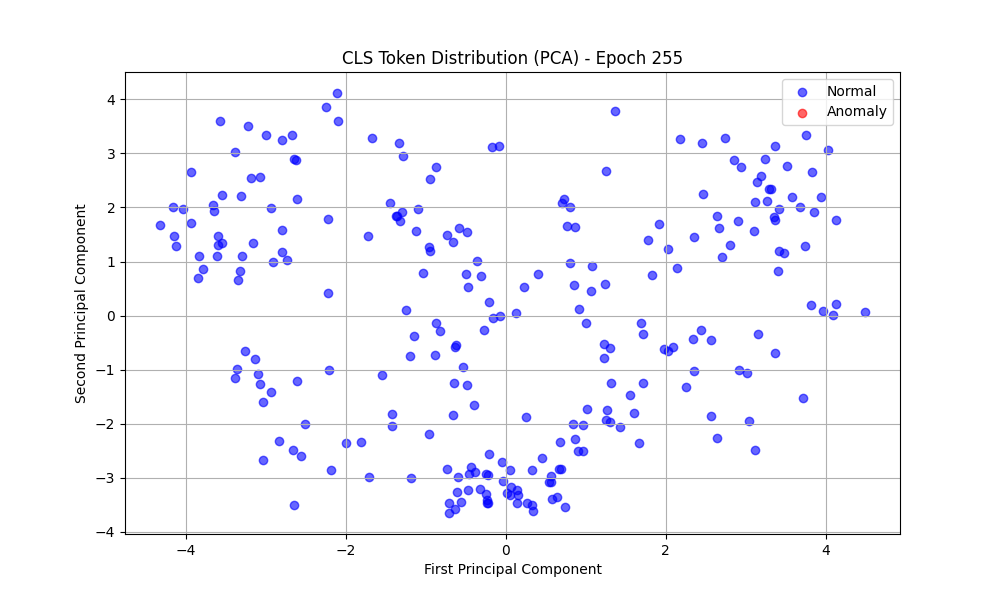 CLS Token Distribution (PCA) - Epoch 255
Normal
Anomaly
Second Principal Component
4
3
2
1
0
−1
−2
−3
−4
−4
−2
0
2
4
First Principal Component